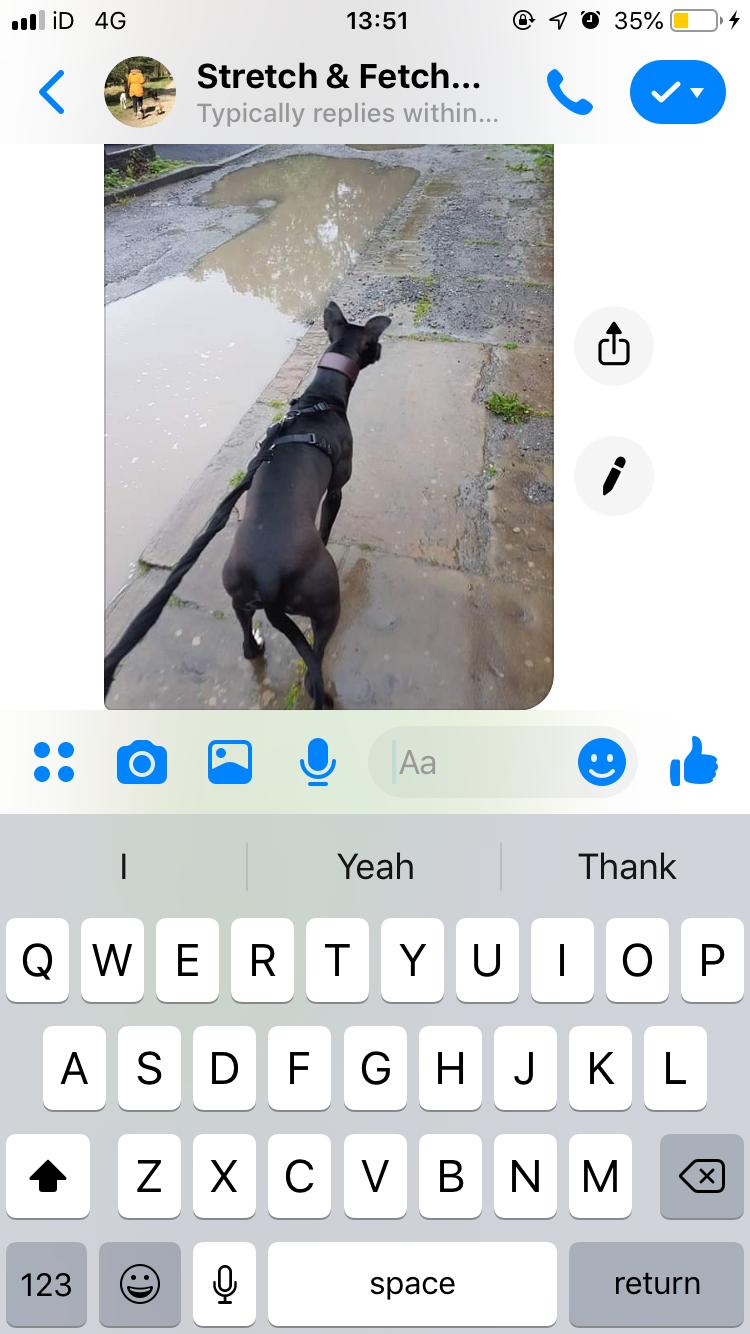 iD 4G 13:51 35%
Stretch & Fetch...
Typically replies within...
Aa
I Yeah Thank
Q W E R T Y U I O P
A S D F G H J K L
Z X C V B N M
123 space return